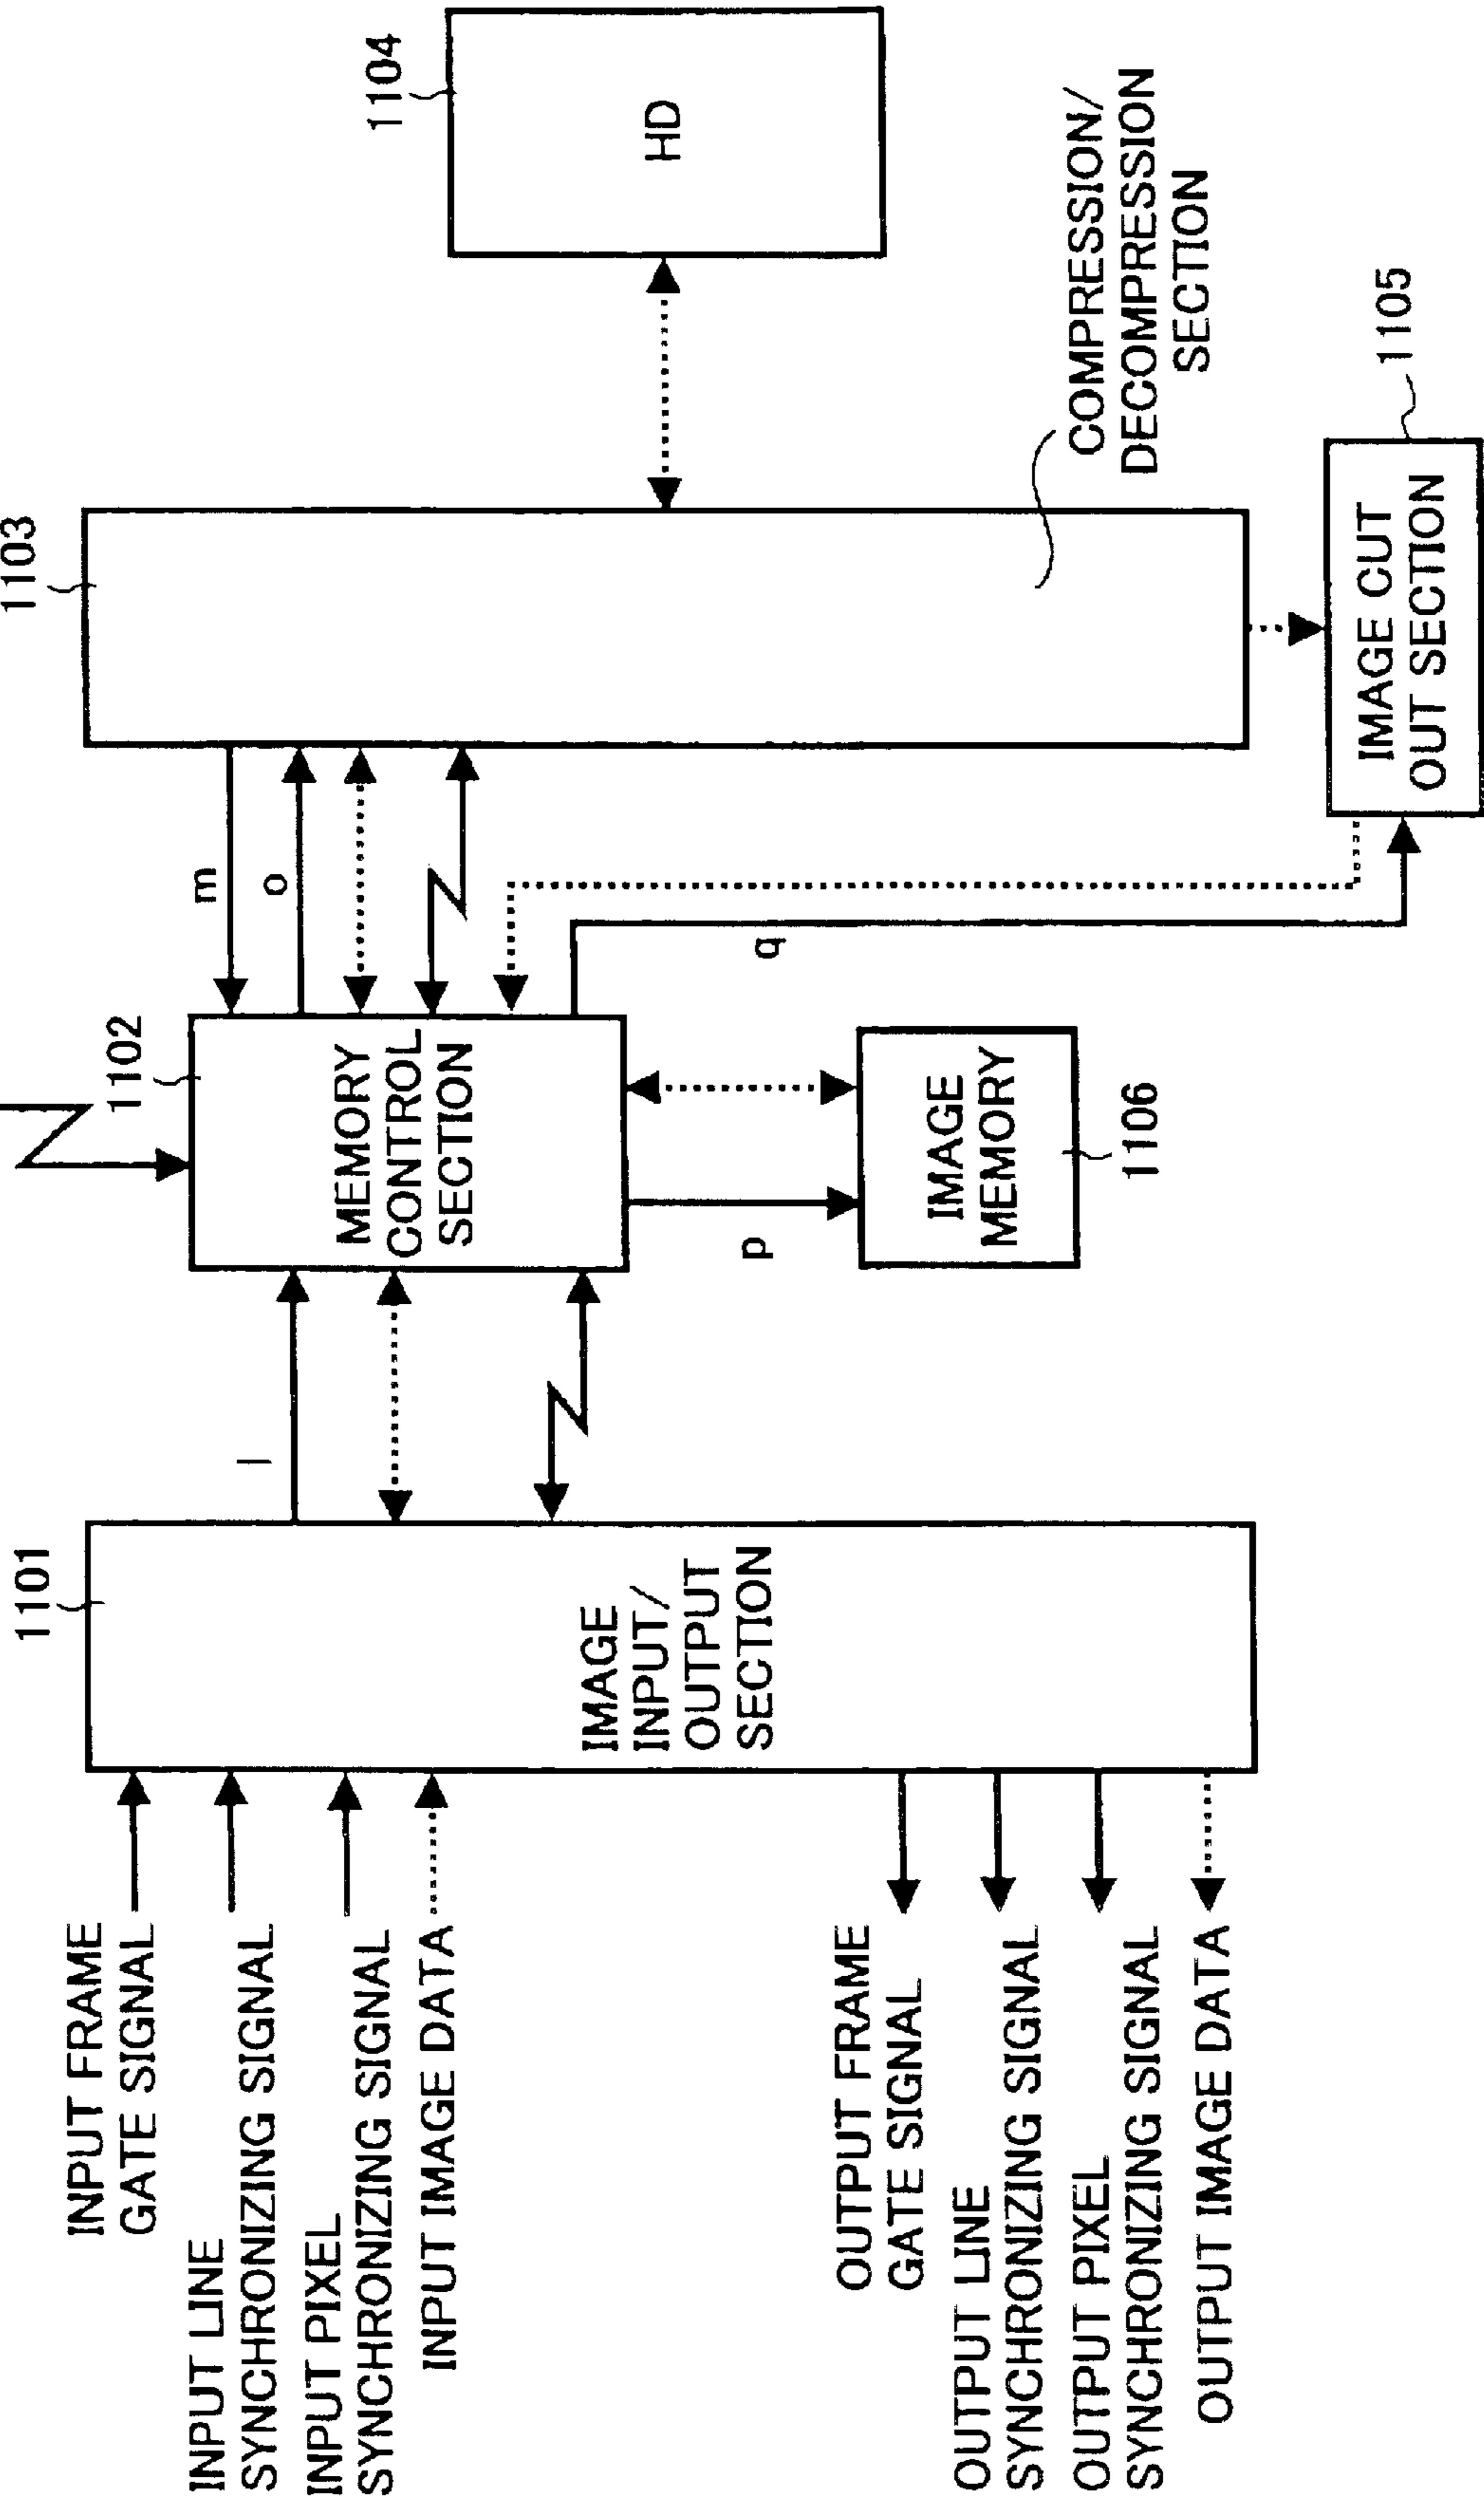 INPUT FRAME
GATE SIGNAL
INPUT LINE
SYNCHRONIZING SIGNAL
INPUT PIXEL
SYNCHRONIZING SIGNAL
INPUT IMAGE DATA
OUTPUT FRAME
GATE SIGNAL
OUTPUT LINE
SYNCHRONIZING SIGNAL
OUTPUT PIXEL
SYNCHRONIZING SIGNAL
OUTPUT IMAGE DATA
1101
IMAGE
INPUT/
OUTPUT
SECTION
l
1102
MEMORY
CONTROL
SECTION
p
IMAGE
MEMORY
1106
m
o
q
1103
COMPRESSION/
DECOMPRESSION
SECTION
IMAGE CUT
OUT SECTION
1105
1104
HD